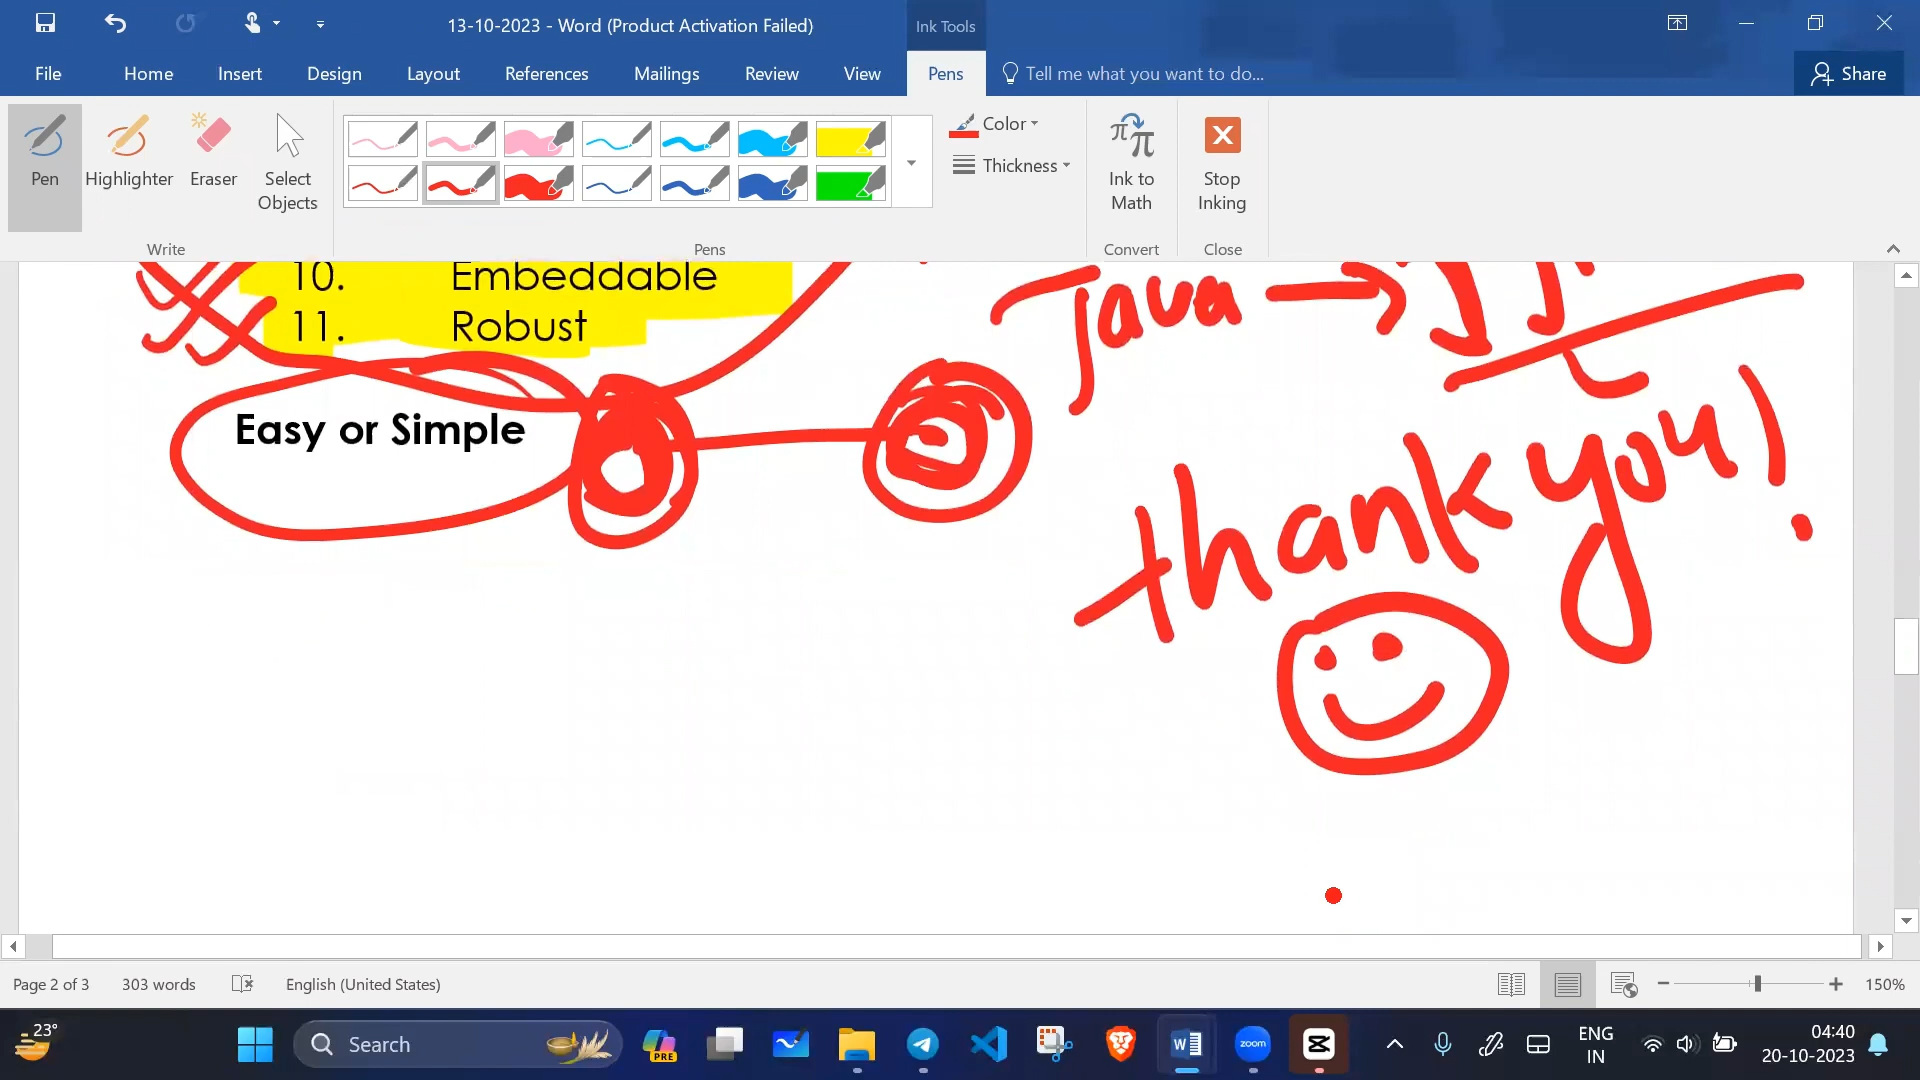 13-10-2023 - Word (Product Activation Failed)
Ink Tools
File
Home
Insert
Design
Layout
References
Mailings
Review
View
Pens
Tell me what you want to do...
Share
Pen
Highlighter
Eraser
Select
Objects
Color
Thickness
Ink to
Math
Stop
Inking
Write
Pens
Convert
Close
10. Embeddable
11. Robust
Java →
Easy or Simple
thank you!
Page 2 of 3
303 words
English (United States)
150%
23°
Search
PRE
W
zoom
ENG
IN
04:40
20-10-2023